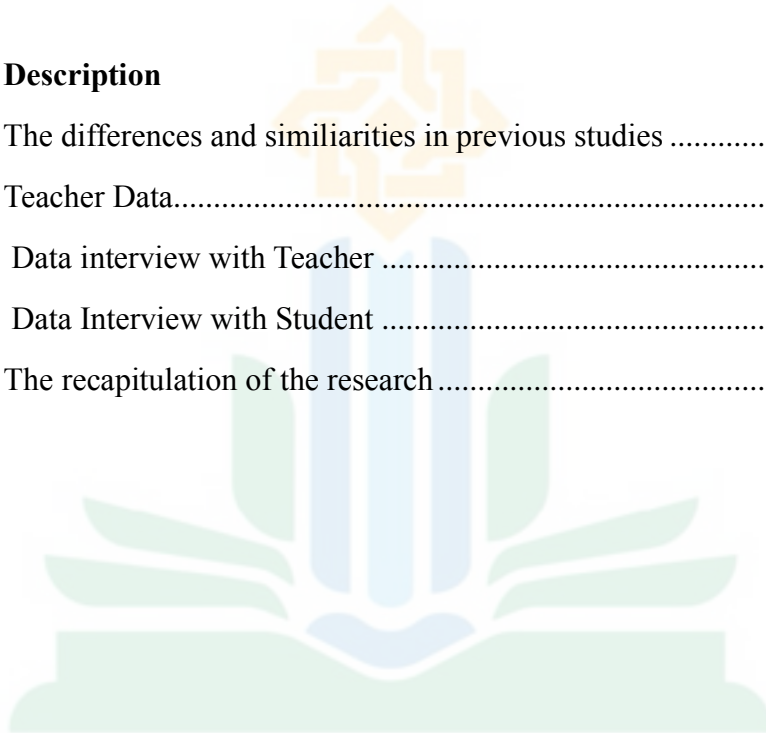 Description
The differences and similiarities in previous studies ............
Teacher Data.........................................................................
Data interview with Teacher ...............................................
Data Interview with Student ...............................................
The recapitulation of the research ........................................